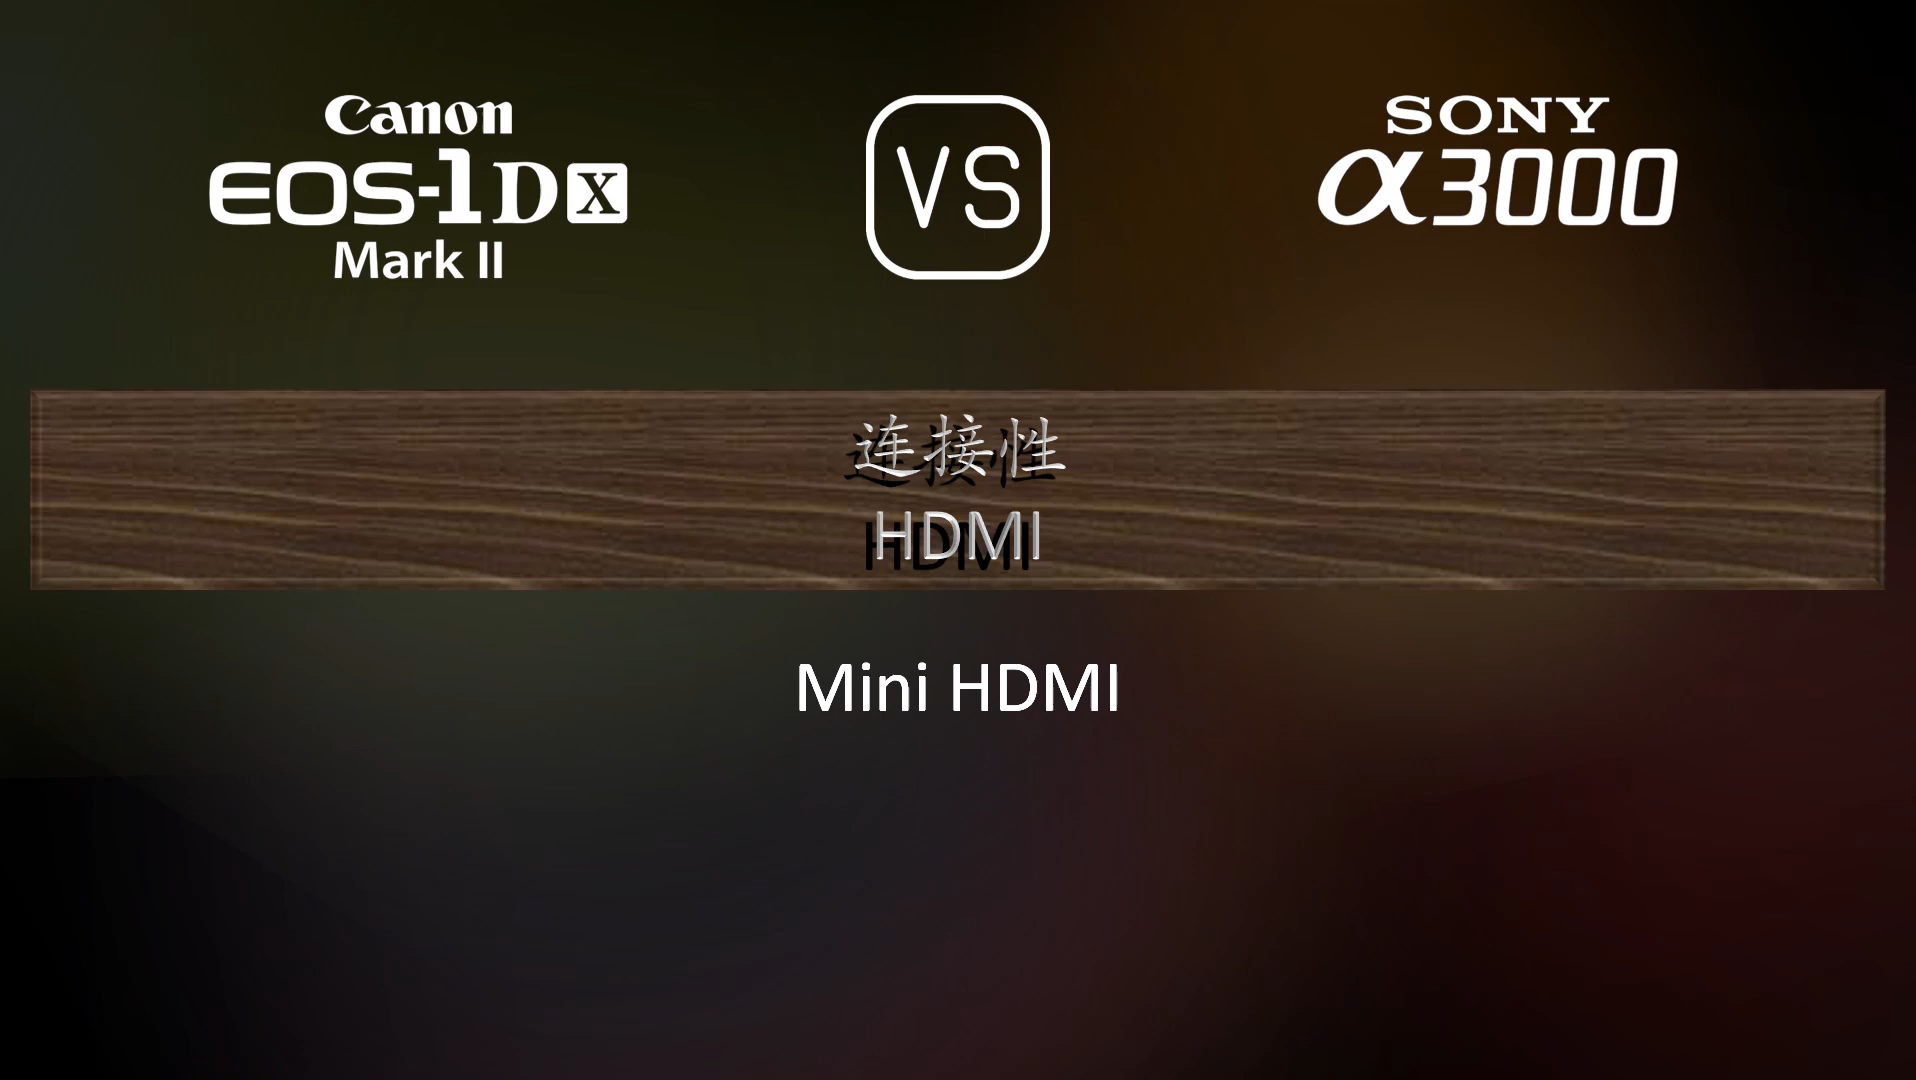 Canon
EOS-1D X
Mark II
VS
SONY
α3000
连接性
HDMI
Mini HDMI